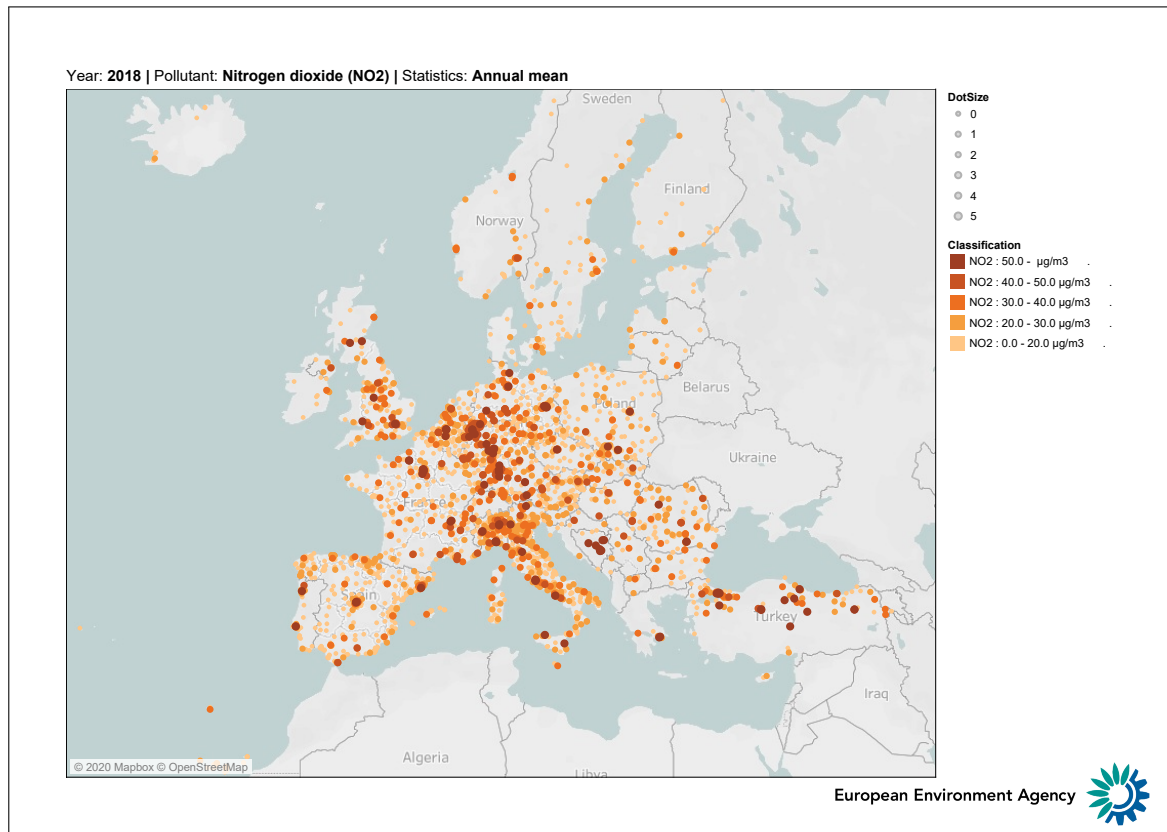 Year: 2018 | Pollutant: Nitrogen dioxide (NO2) | Statistics: Annual mean
Sweden
Finland
Norway
Belarus
Poland
Ukraine
France
Spain
Turkey
Iraq
Algeria
Libya
© 2020 Mapbox © OpenStreetMap
DotSize
0
1
2
3
4
5
Classification
NO2 : 50.0 - µg/m3 .
NO2 : 40.0 - 50.0 µg/m3 .
NO2 : 30.0 - 40.0 µg/m3 .
NO2 : 20.0 - 30.0 µg/m3 .
NO2 : 0.0 - 20.0 µg/m3 .
European Environment Agency